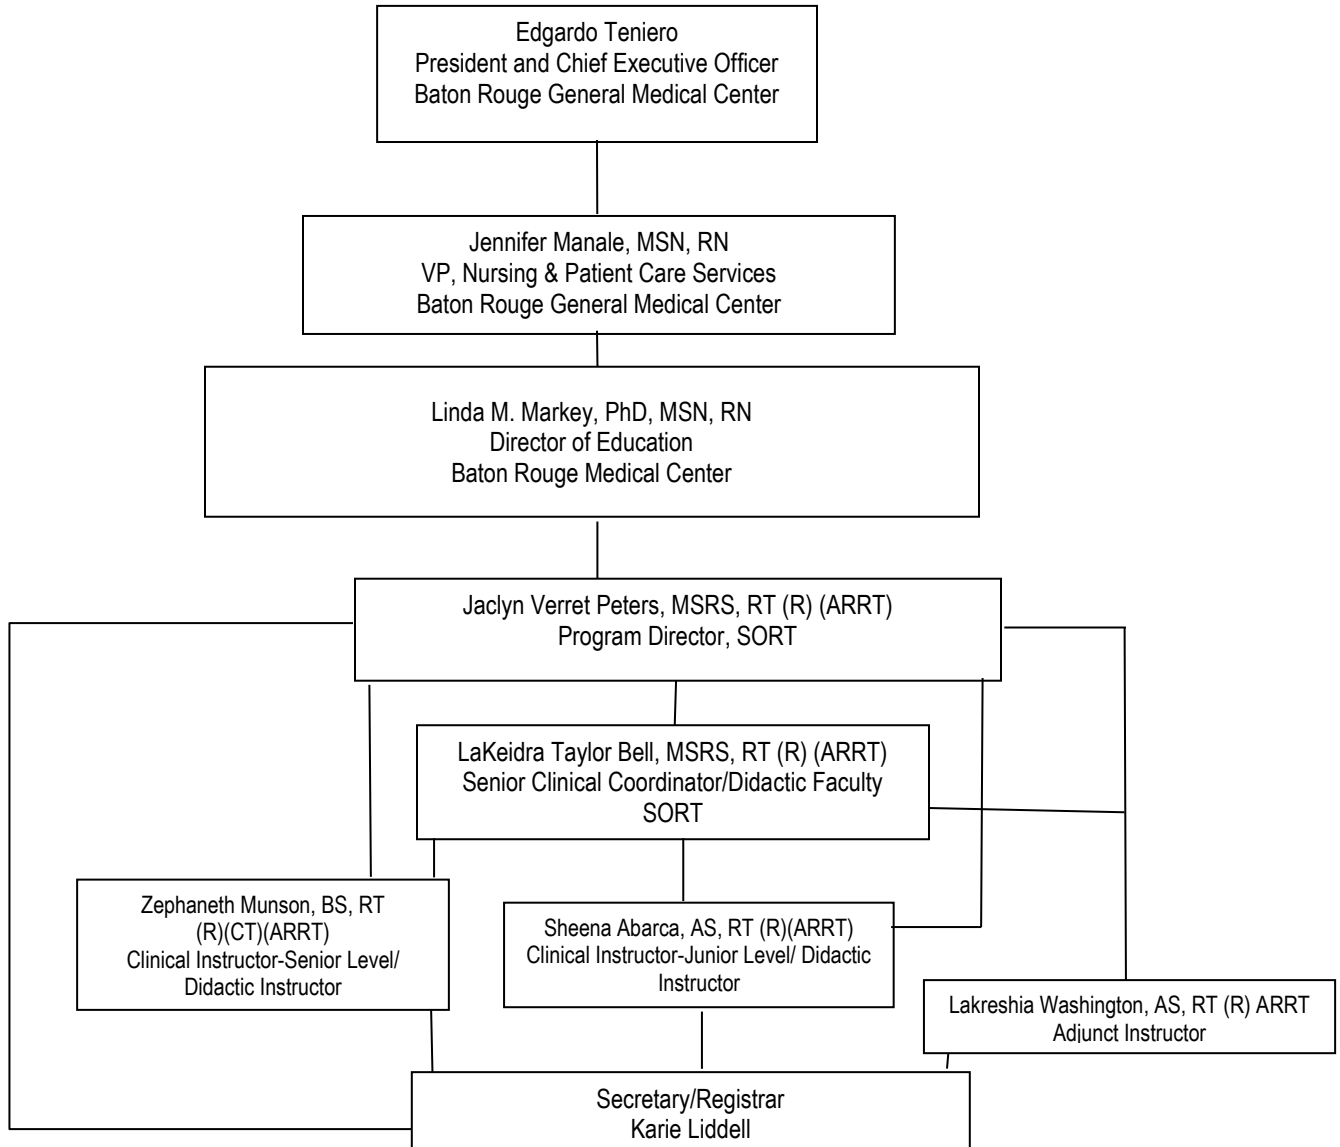 Edgardo Teniero
President and Chief Executive Officer
Baton Rouge General Medical Center
Jennifer Manale, MSN, RN
VP, Nursing & Patient Care Services
Baton Rouge General Medical Center
Linda M. Markey, PhD, MSN, RN
Director of Education
Baton Rouge Medical Center
Jaclyn Verret Peters, MSRS, RT (R) (ARRT)
Program Director, SORT
LaKeidra Taylor Bell, MSRS, RT (R) (ARRT)
Senior Clinical Coordinator/Didactic Faculty
SORT
Zephaneth Munson, BS, RT
(R)(CT)(ARRT)
Clinical Instructor-Senior Level/
Didactic Instructor
Sheena Abarca, AS, RT (R)(ARRT)
Clinical Instructor-Junior Level/ Didactic
Instructor
Lakreshia Washington, AS, RT (R) ARRT
Adjunct Instructor
Secretary/Registrar
Karie Liddell